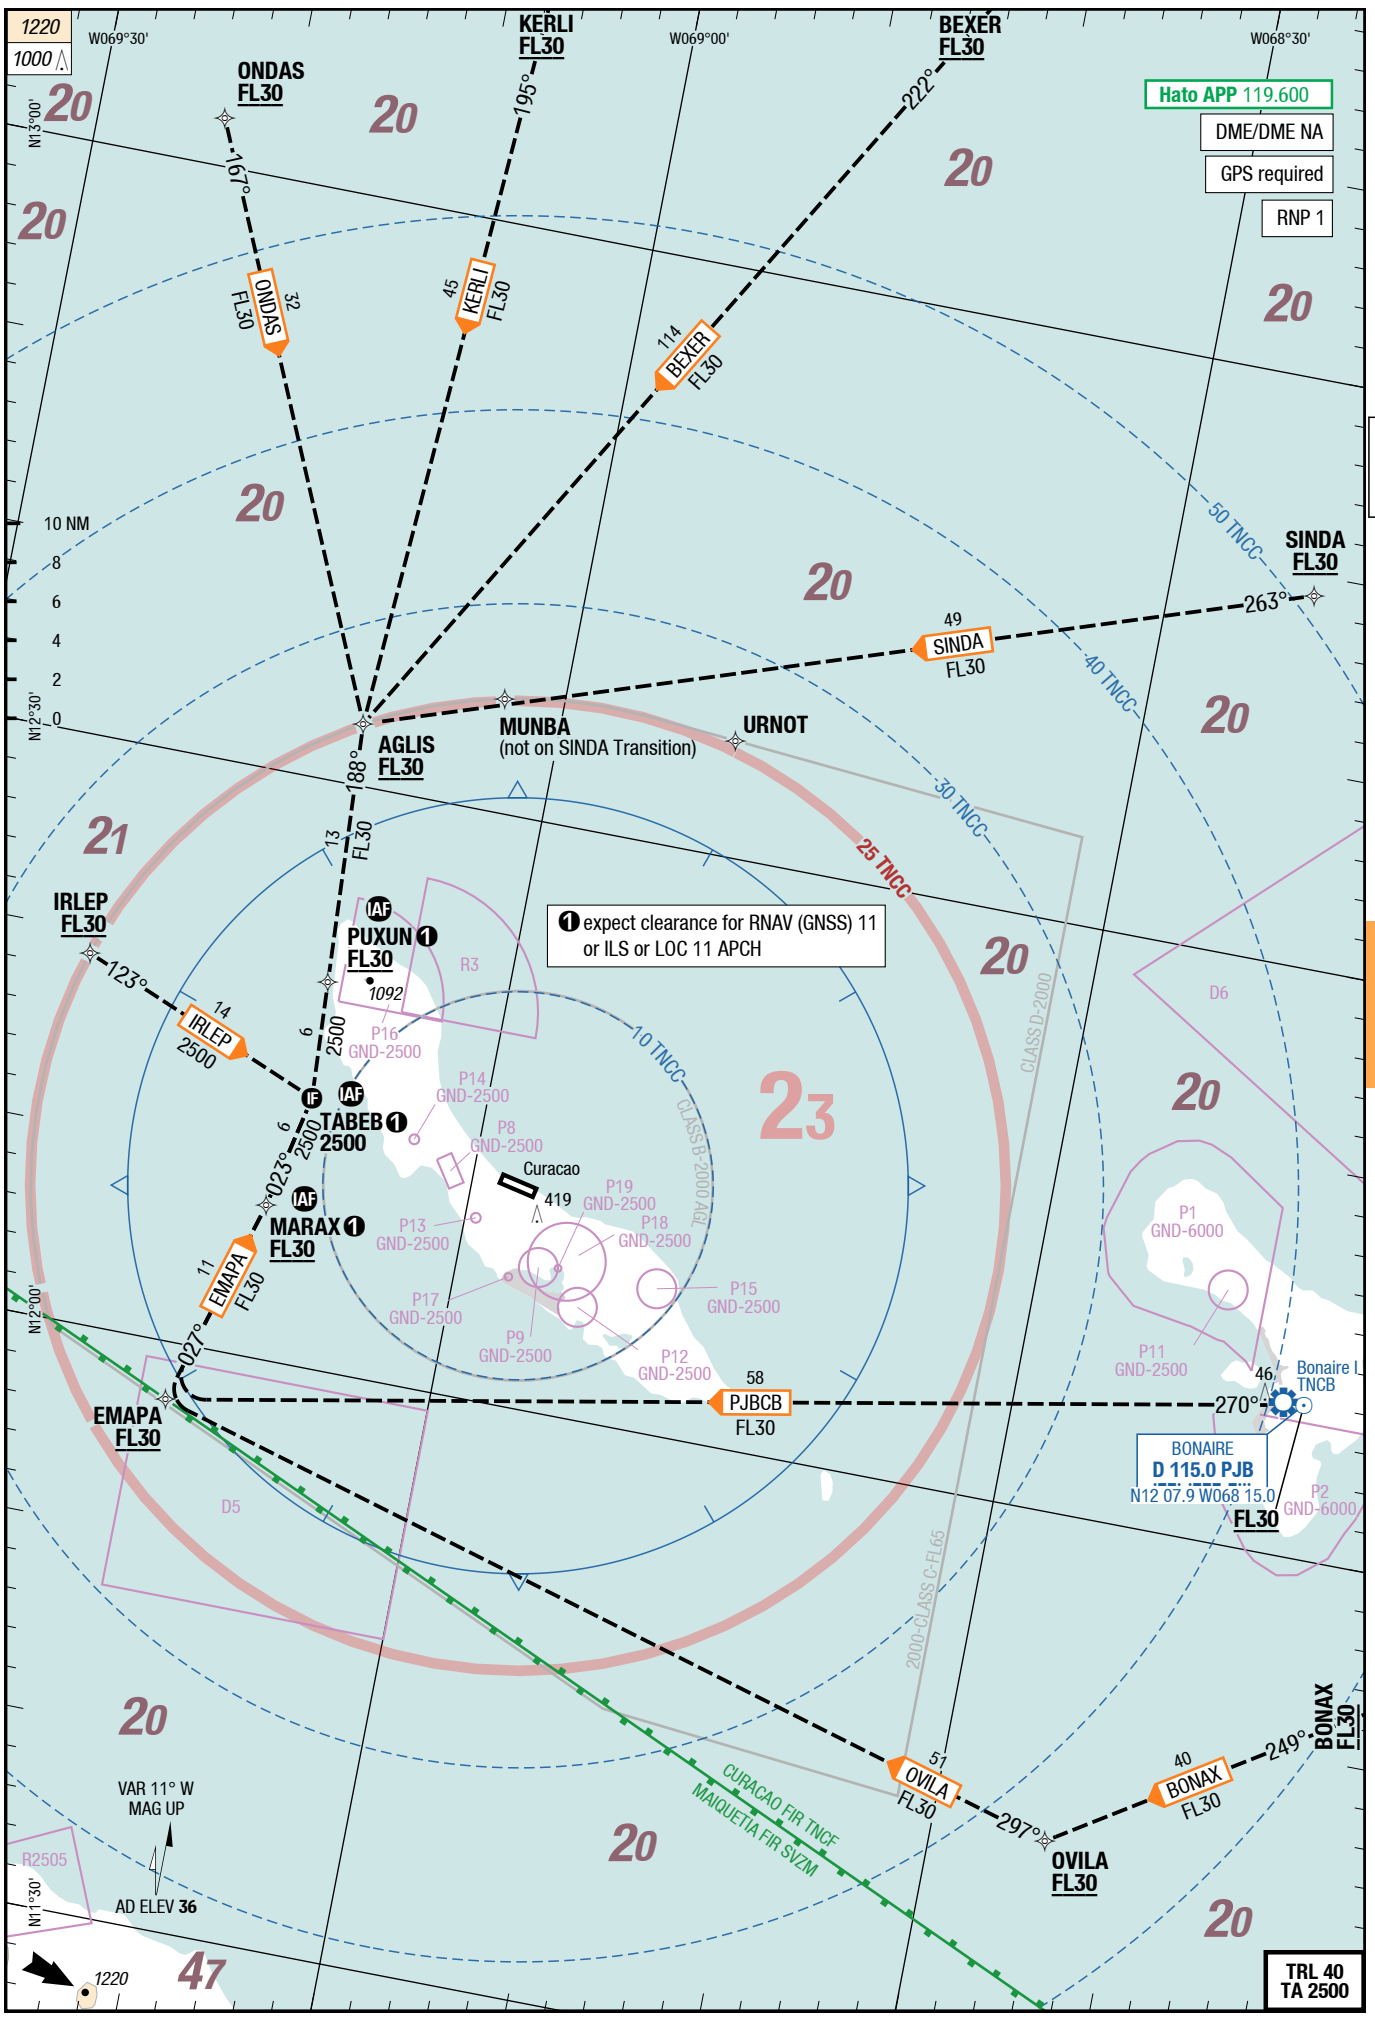 1220
1000
W069°30'
KERLI
FL30
W069°00'
BEXER
FL30
W068°30'
ONDAS
FL30
195°
222°
Hato APP 119.600
DME/DME NA
GPS required
RNP 1
N13°00'
20
20
20
167°
20
20
ONDAS
32
FL30
45
KERLI
FL30
114
BEXER
FL30
20
10 NM
8
6
4
2
0
50 TNCC
SINDA
FL30
263°
20
49
SINDA
FL30
40 TNCC
20
N12°30'
MUNBA
(not on SINDA Transition)
URNOT
AGLIS
FL30
188°
30 TNCC
21
13
FL30
25 TNCC
IRLEP
FL30
IAF
PUXUN 1
FL30
1092
R3
1 expect clearance for RNAV (GNSS) 11
or ILS or LOC 11 APCH
20
CLASS D-2000
D6
123°
14
IRLEP
2500
6
2500
P16
GND-2500
10 TNCC
P14
GND-2500
23
20
IF
IAF
TABEB 1
2500
P8
GND-2500
CLASS B-2000 AGL
6
2500
023°
Curacao
419
P19
GND-2500
IAF
MARAX 1
FL30
P13
GND-2500
P18
GND-2500
P1
GND-6000
11
EMAPA
FL30
P17
GND-2500
P15
GND-2500
N12°00'
027°
P9
GND-2500
P12
GND-2500
P11
GND-2500
58
PJBCB
FL30
46
Bonaire I
TNCB
270°
EMAPA
FL30
BONAIRE
D 115.0 PJB
N12 07.9 W068 15.0
FL30
P2
GND-6000
D5
2000-CLASS C-FL65
20
BONAX
FL30
249°
51
OVILA
FL30
40
BONAX
FL30
VAR 11° W
MAG UP
CURACAO FIR TNCF
MAIQUETIA FIR SVZM
297°
20
OVILA
FL30
R2505
AD ELEV 36
N11°30'
20
47
1220
TRL 40
TA 2500